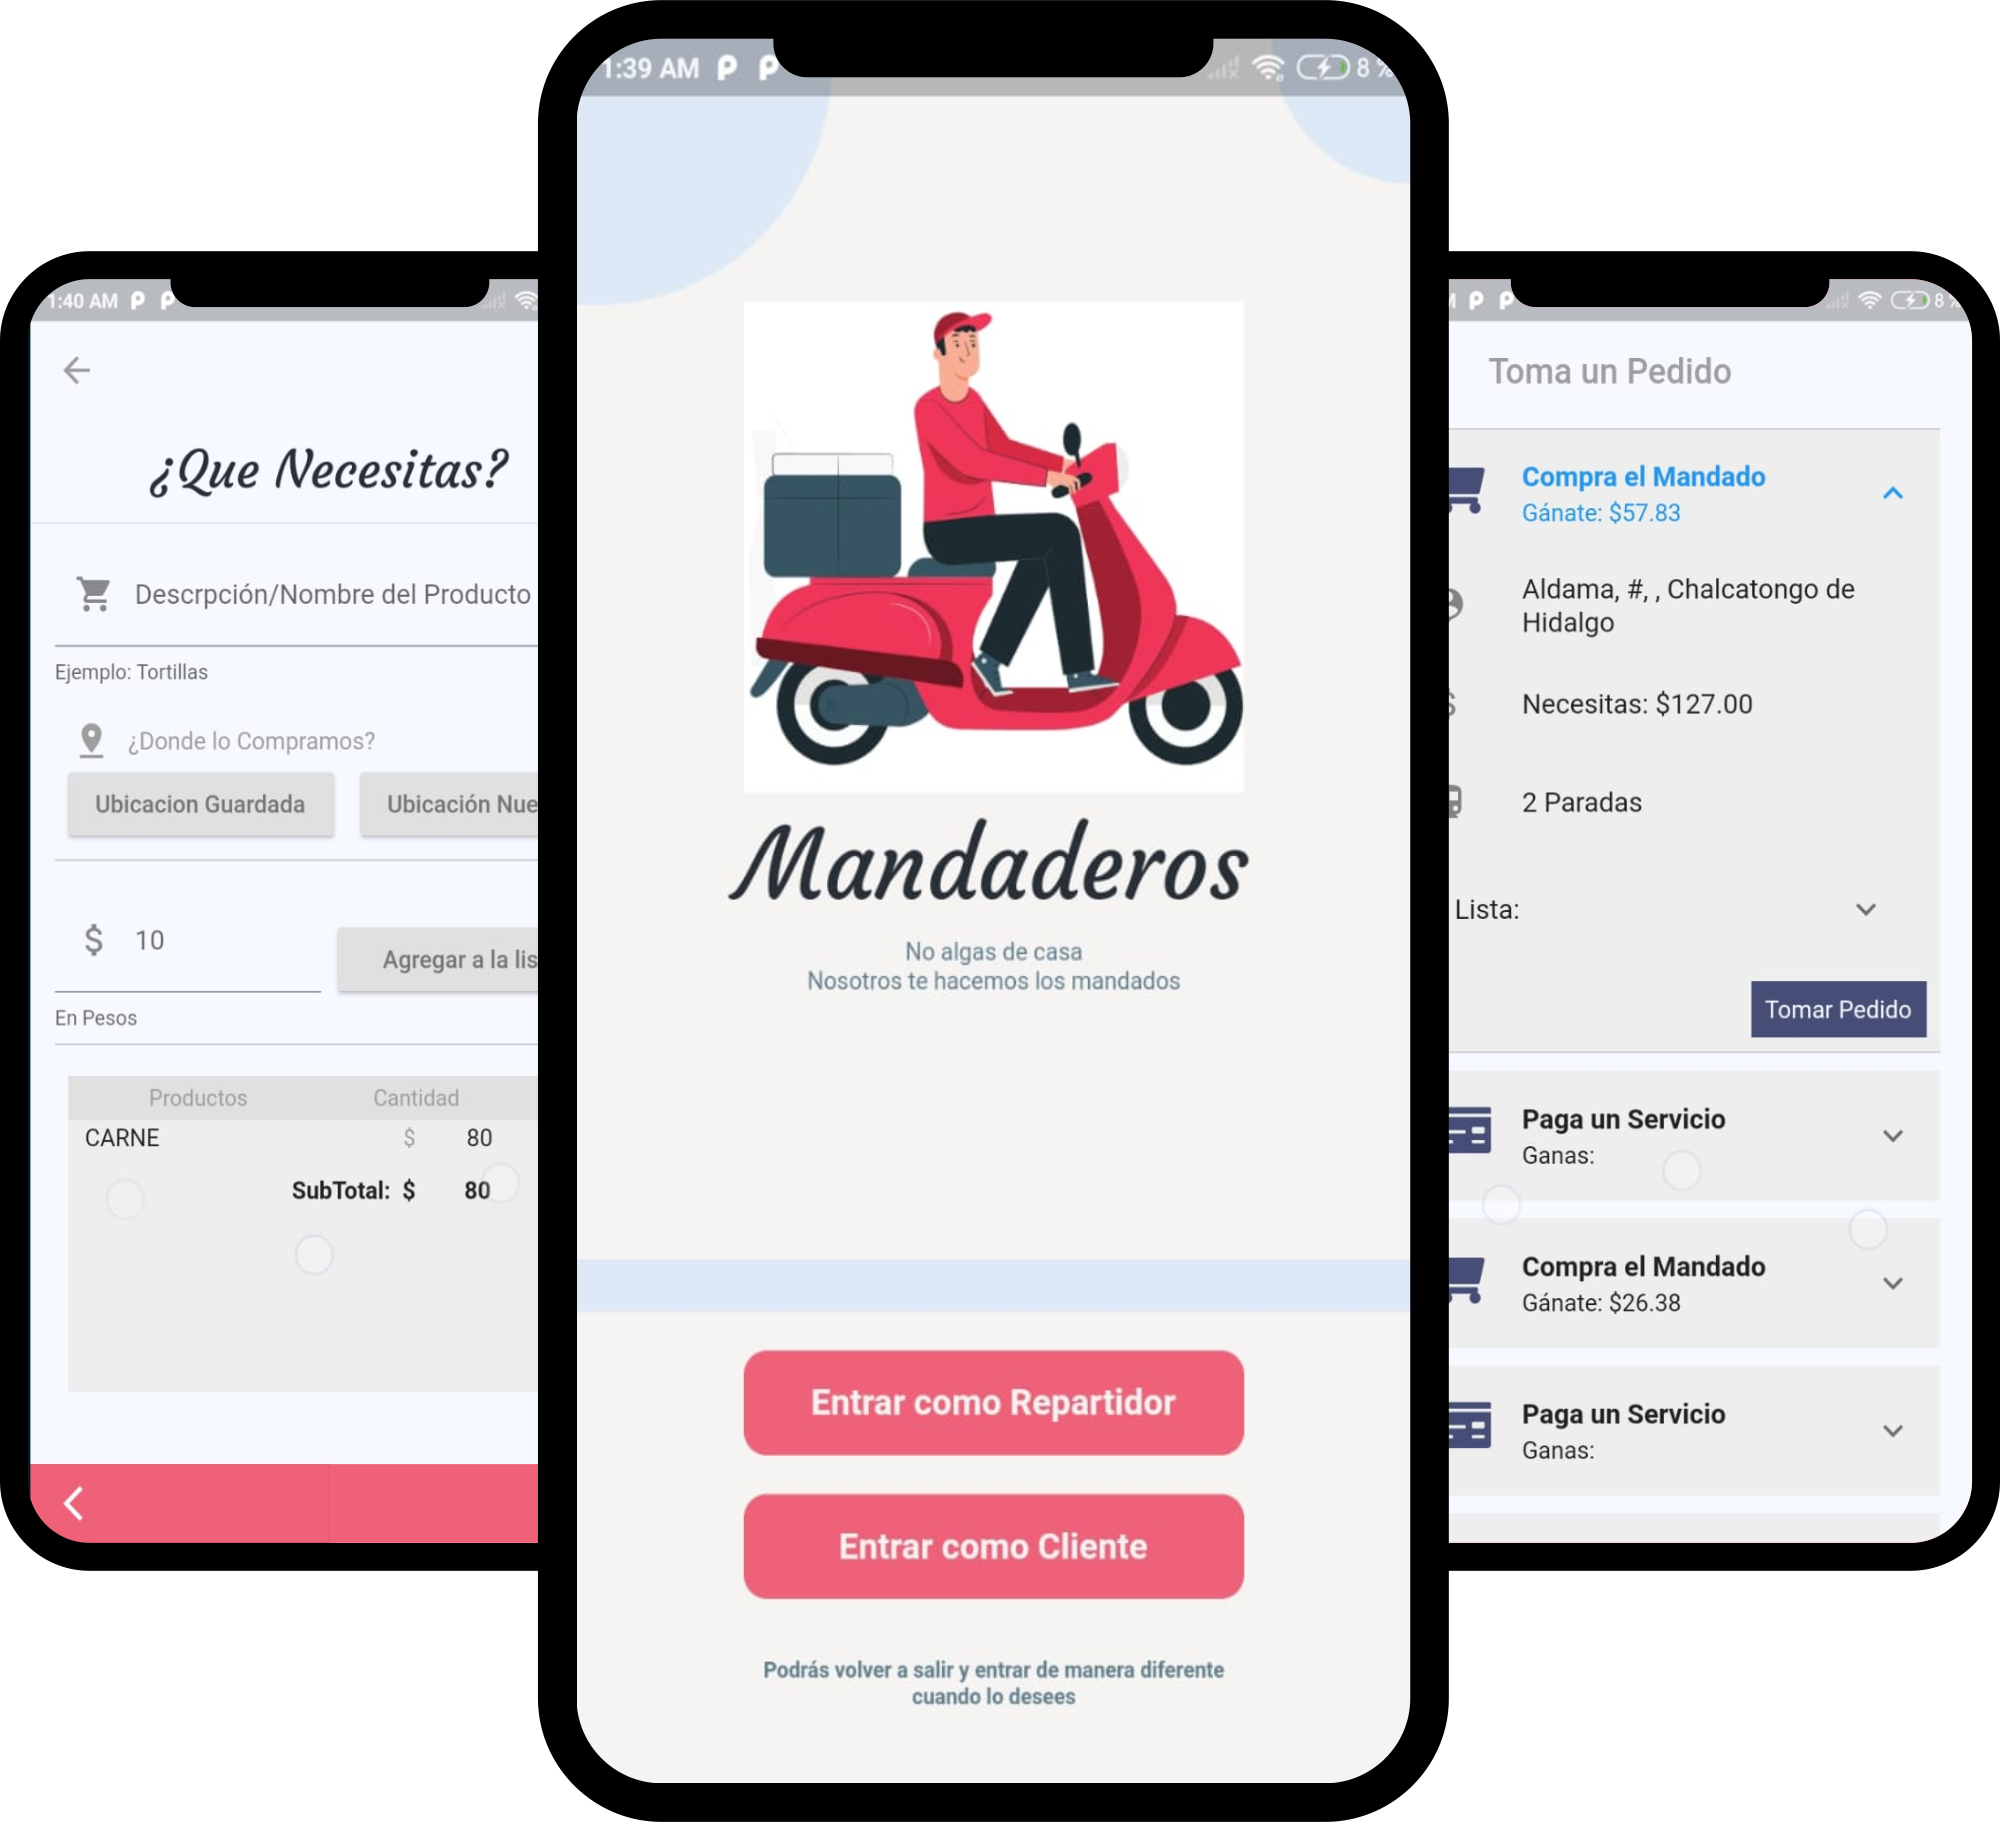 1:40 AM
¿Que Necesitas?
Descrpción/Nombre del Producto
Ejemplo: Tortillas
¿Donde lo Compramos?
Ubicacion Guardada
Ubicación Nue
$ 10
Agregar a la lis
En Pesos
Productos Cantidad
CARNE $ 80
SubTotal: $ 80
1:39 AM
8 %
Mandaderos
No algas de casa
Nosotros te hacemos los mandados
Entrar como Repartidor
Entrar como Cliente
Podrás volver a salir y entrar de manera diferente
cuando lo desees
8 %
Toma un Pedido
Compra el Mandado
Gánate: $57.83
Aldama, #, , Chalcatongo de
Hidalgo
Necesitas: $127.00
2 Paradas
Lista:
Tomar Pedido
Paga un Servicio
Ganas:
Compra el Mandado
Gánate: $26.38
Paga un Servicio
Ganas: